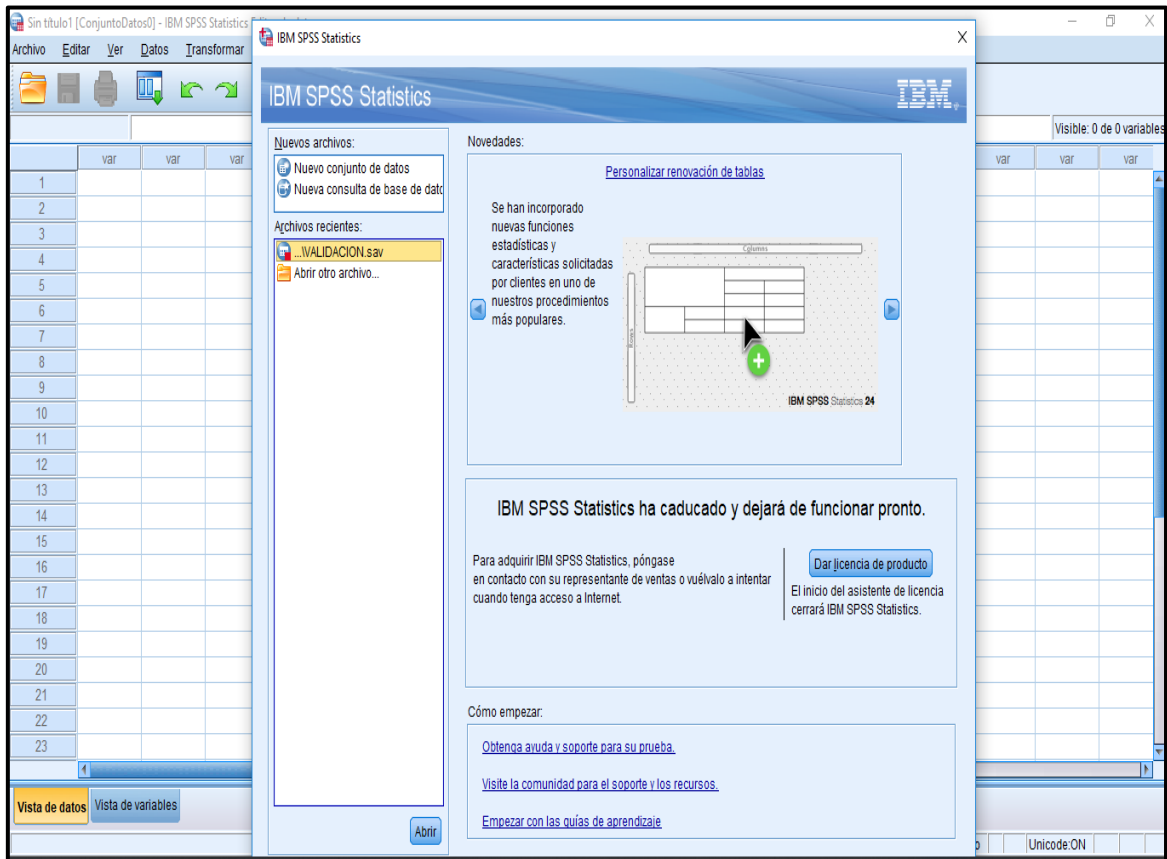 Sin título1 [ConjuntoDatos0] - IBM SPSS Statistics
Archivo Editar Ver Datos Transformar
Visible: 0 de 0 variables
var var var var var var
1
2
3
4
5
6
7
8
9
10
11
12
13
14
15
16
17
18
19
20
21
22
23
Vista de datos Vista de variables
Unicode:ON
IBM SPSS Statistics
IBM SPSS Statistics IBM
Nuevos archivos:
Nuevo conjunto de datos
Nueva consulta de base de dato
Archivos recientes:
...\VALIDACION.sav
Abrir otro archivo...
Abrir
Novedades:
Personalizar renovación de tablas
Se han incorporado
nuevas funciones
estadísticas y
características solicitadas
por clientes en uno de
nuestros procedimientos
más populares.
Columns
Rows
IBM SPSS Statistics 24
IBM SPSS Statistics ha caducado y dejará de funcionar pronto.
Para adquirir IBM SPSS Statistics, póngase
en contacto con su representante de ventas o vuélvalo a intentar
cuando tenga acceso a Internet.
Dar licencia de producto
El inicio del asistente de licencia
cerrará IBM SPSS Statistics.
Cómo empezar:
Obtenga ayuda y soporte para su prueba.
Visite la comunidad para el soporte y los recursos.
Empezar con las guías de aprendizaje